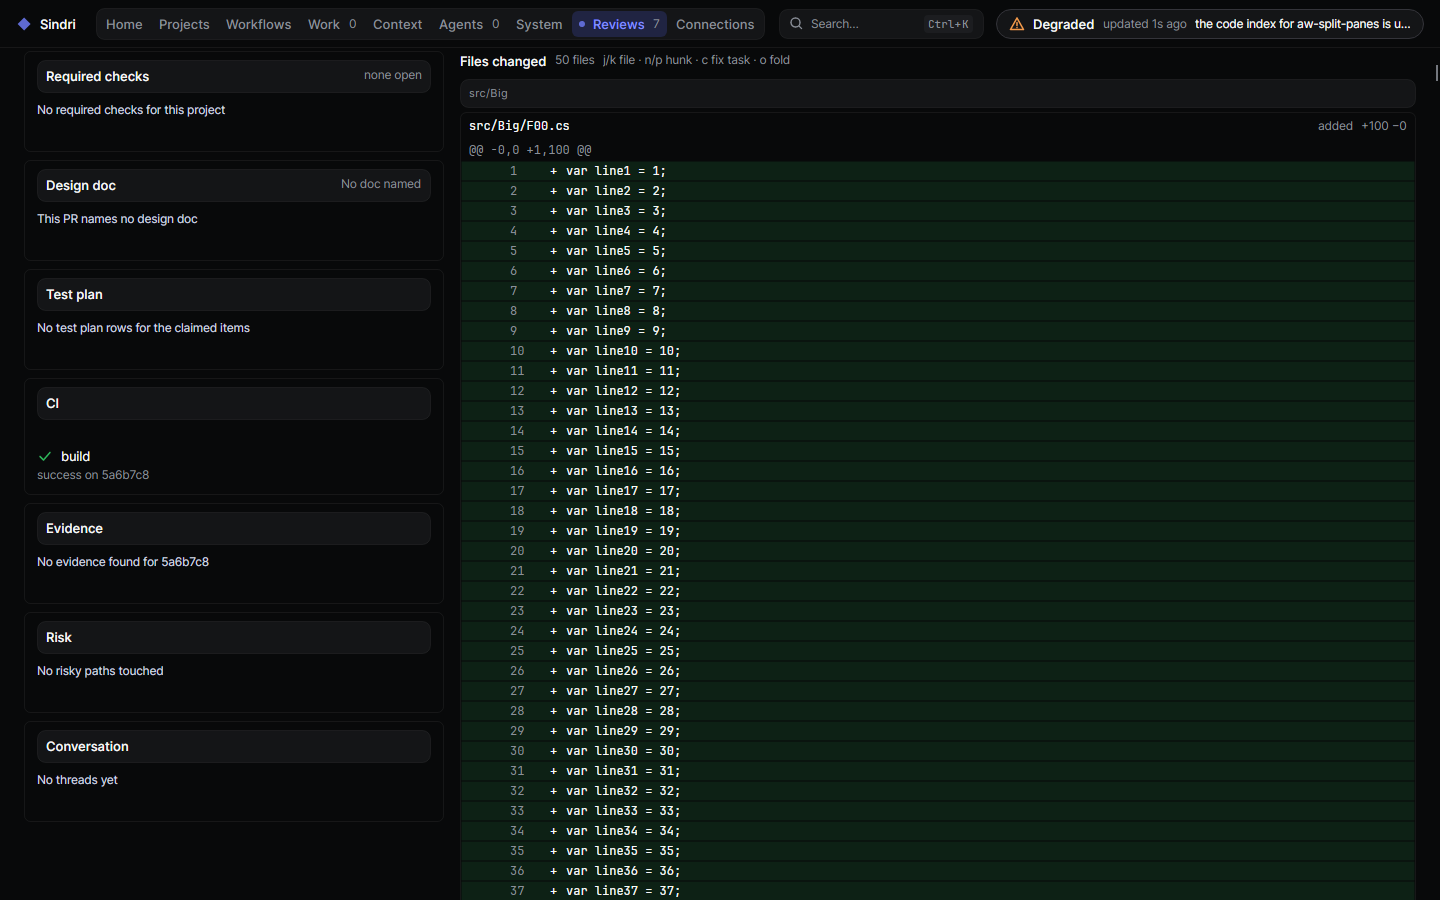 Sindri
Home Projects Workflows Work 0 Context Agents 0 System Reviews 7 Connections
Search... Ctrl+K
Degraded updated 1s ago the code index for aw-split-panes is u...
Required checks none open
No required checks for this project
Design doc No doc named
This PR names no design doc
Test plan
No test plan rows for the claimed items
CI
build
success on 5a6b7c8
Evidence
No evidence found for 5a6b7c8
Risk
No risky paths touched
Conversation
No threads yet
Files changed 50 files j/k file · n/p hunk · c fix task · o fold
src/Big
src/Big/F00.cs added +100 −0
@@ -0,0 +1,100 @@
1 + var line1 = 1;
2 + var line2 = 2;
3 + var line3 = 3;
4 + var line4 = 4;
5 + var line5 = 5;
6 + var line6 = 6;
7 + var line7 = 7;
8 + var line8 = 8;
9 + var line9 = 9;
10 + var line10 = 10;
11 + var line11 = 11;
12 + var line12 = 12;
13 + var line13 = 13;
14 + var line14 = 14;
15 + var line15 = 15;
16 + var line16 = 16;
17 + var line17 = 17;
18 + var line18 = 18;
19 + var line19 = 19;
20 + var line20 = 20;
21 + var line21 = 21;
22 + var line22 = 22;
23 + var line23 = 23;
24 + var line24 = 24;
25 + var line25 = 25;
26 + var line26 = 26;
27 + var line27 = 27;
28 + var line28 = 28;
29 + var line29 = 29;
30 + var line30 = 30;
31 + var line31 = 31;
32 + var line32 = 32;
33 + var line33 = 33;
34 + var line34 = 34;
35 + var line35 = 35;
36 + var line36 = 36;
37 + var line37 = 37;